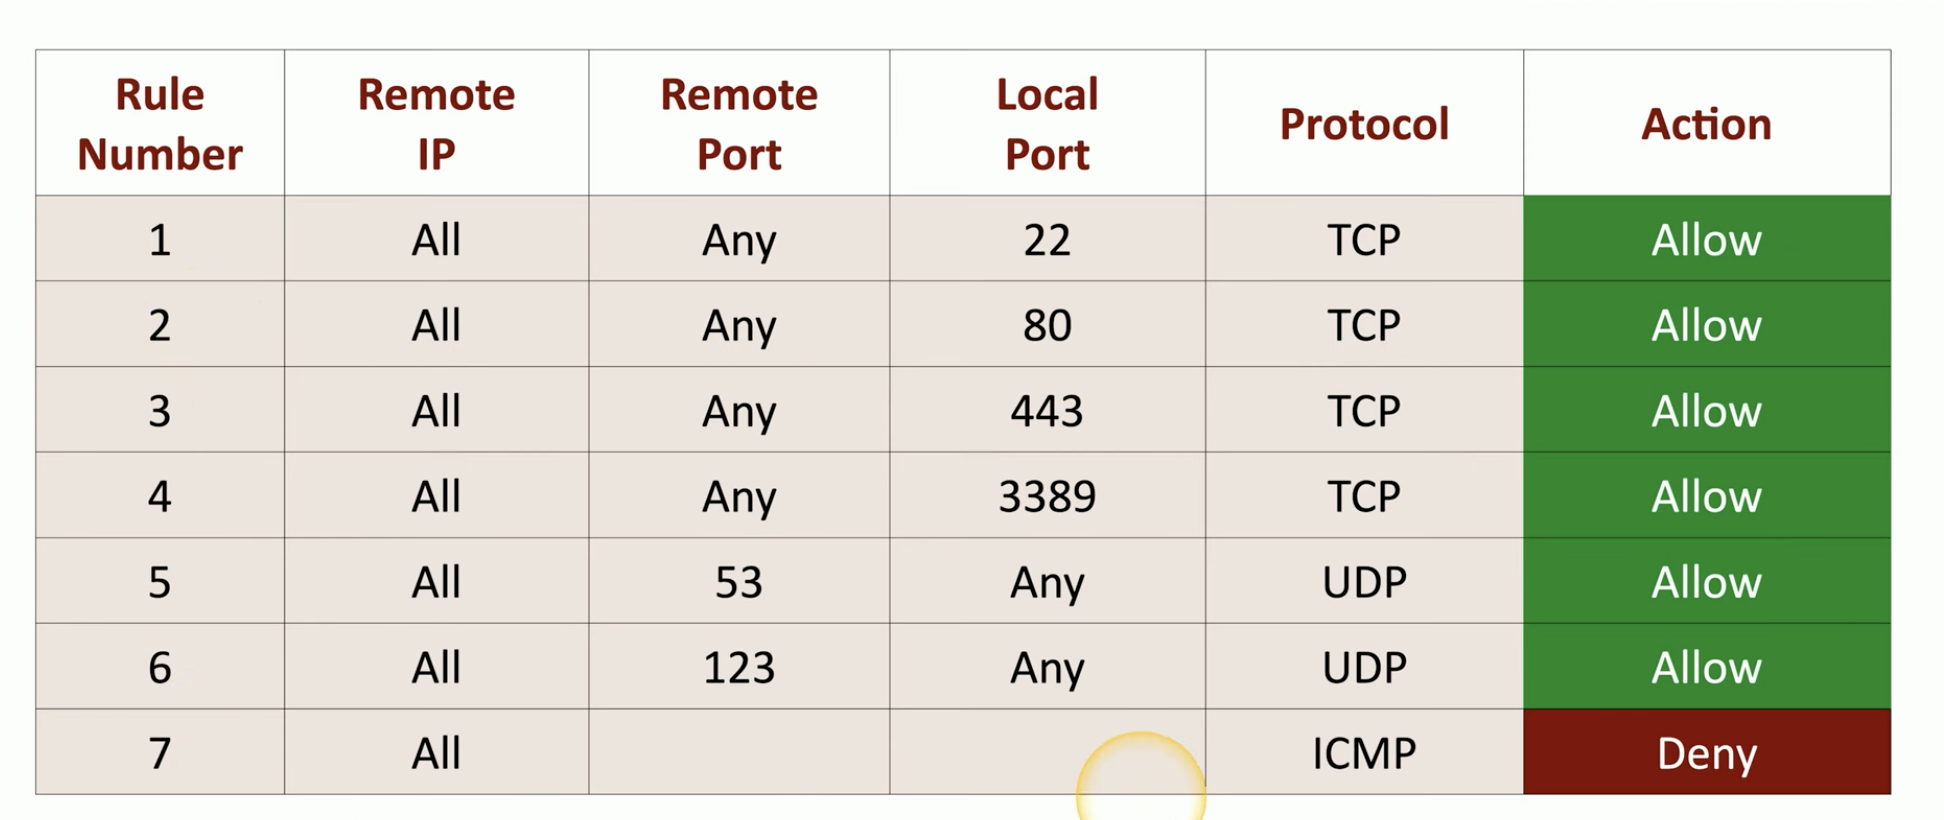 Rule Number Remote IP Remote Port Local Port Protocol Action
1 All Any 22 TCP Allow
2 All Any 80 TCP Allow
3 All Any 443 TCP Allow
4 All Any 3389 TCP Allow
5 All 53 Any UDP Allow
6 All 123 Any UDP Allow
7 All ICMP Deny